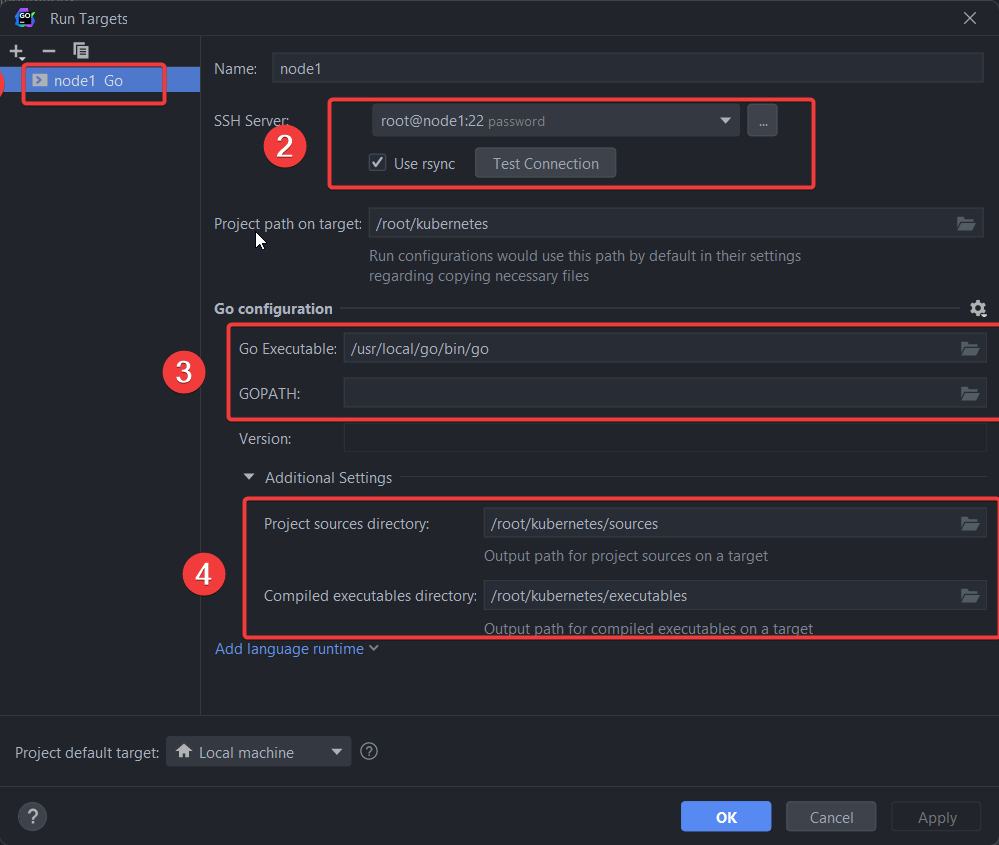 GO
Run Targets
node1 Go
Name: node1
SSH Server: root@node1:22 password ...
2
Use rsync Test Connection
Project path on target: /root/kubernetes
Run configurations would use this path by default in their settings
regarding copying necessary files
Go configuration
Go Executable: /usr/local/go/bin/go
3
GOPATH:
Version:
Additional Settings
Project sources directory: /root/kubernetes/sources
Output path for project sources on a target
4
Compiled executables directory: /root/kubernetes/executables
Output path for compiled executables on a target
Add language runtime
Project default target: Local machine ?
? OK Cancel Apply